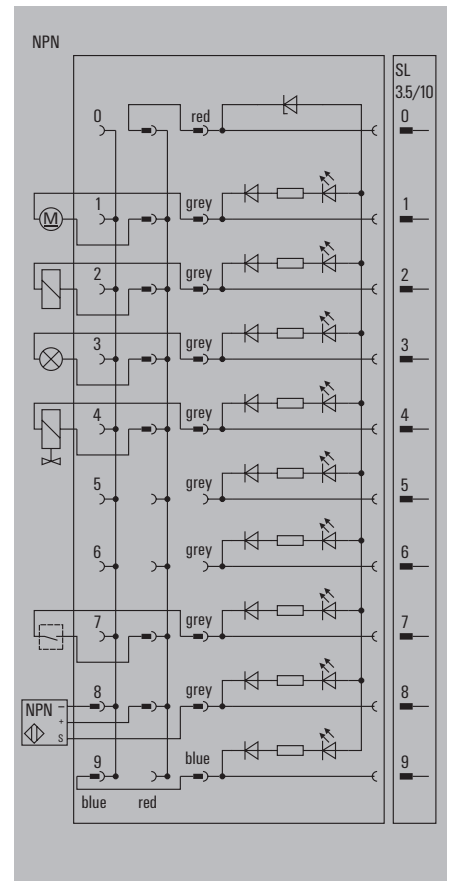 NPN
SL
3.5/10
0 red 0
1 grey 1
M
2 grey 2
3 grey 3
4 grey 4
5 grey 5
6 grey 6
7 grey 7
8 grey 8
NPN −
+
s
9 blue 9
blue red